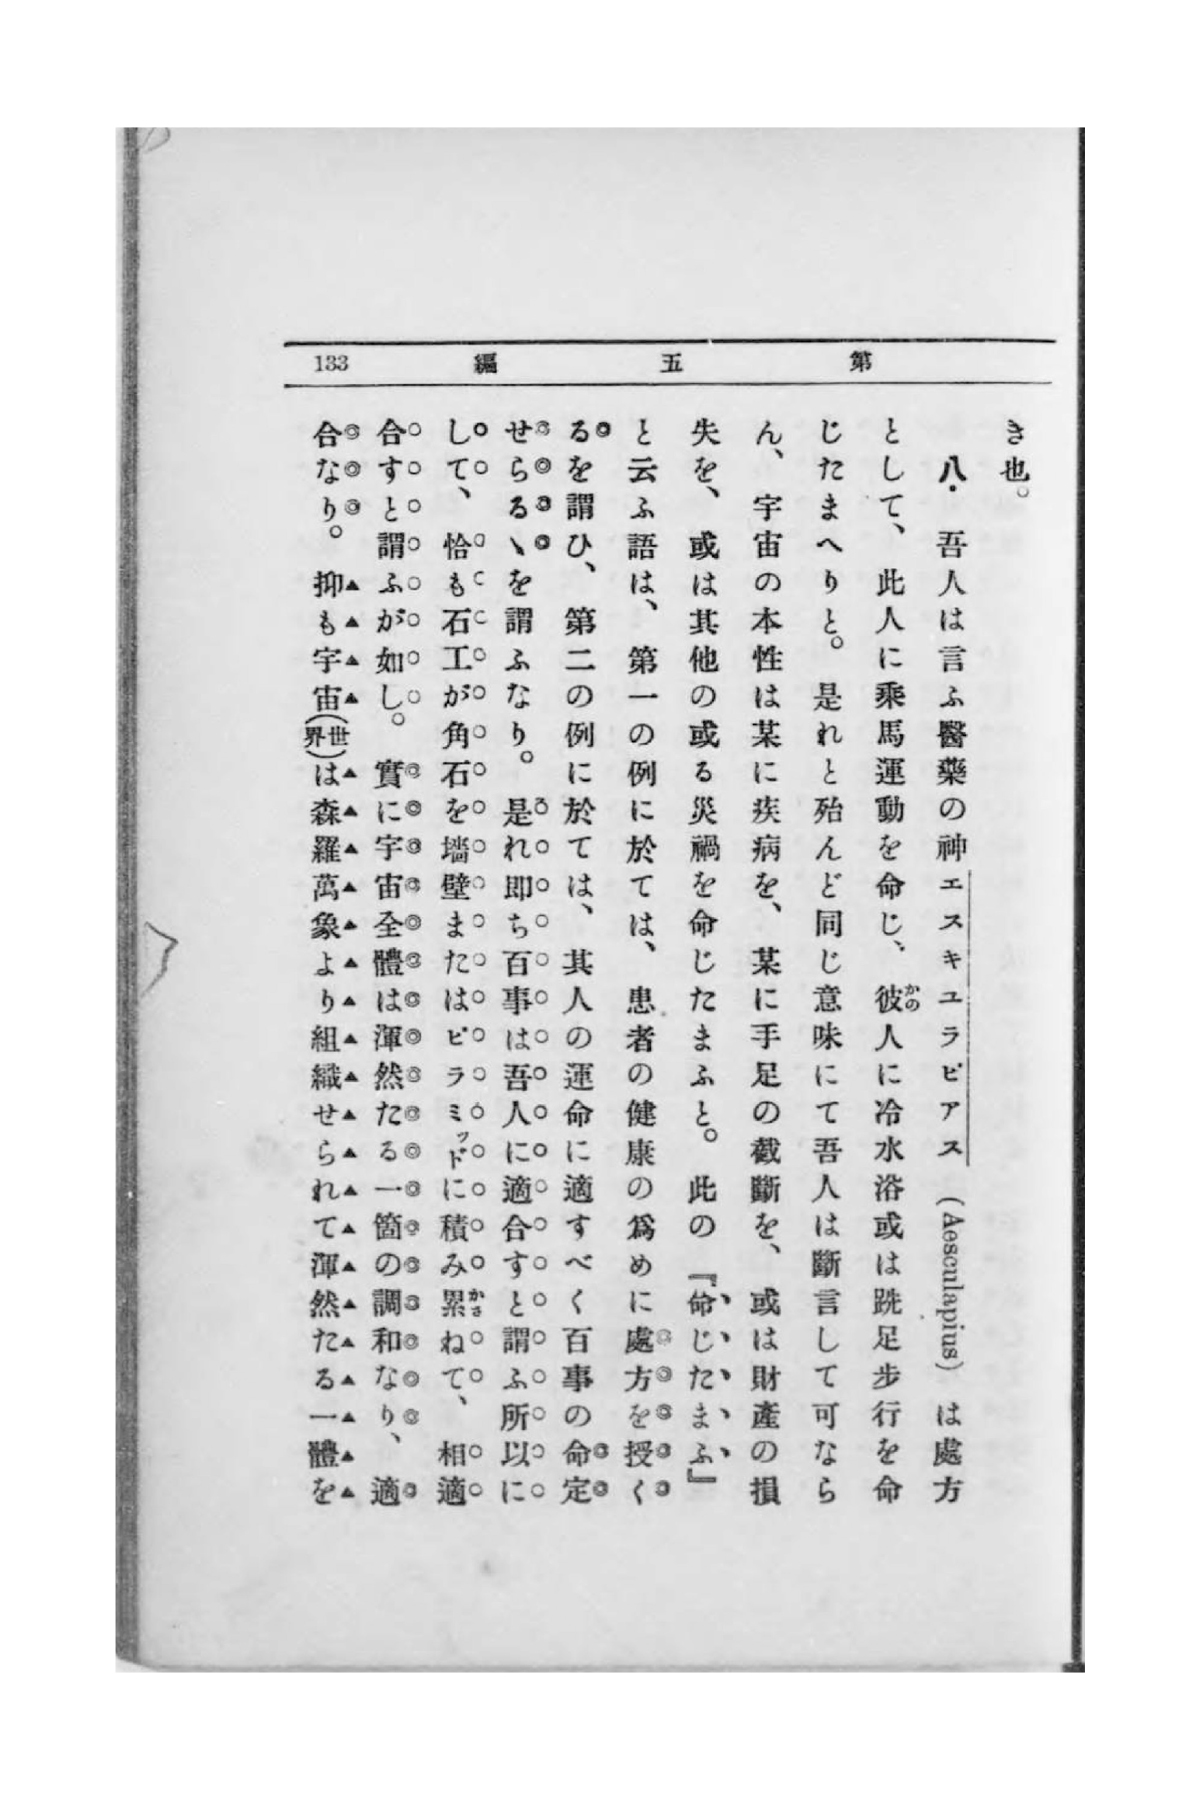 第五編 133
き也。
八・ 吾人は言ふ醫藥の神エスキユラピアス(Aesculapius)は處方
として、此人に乘馬運動を命じ、彼人に冷水浴或は跣足步行を命
じたまへりと。是れと殆んど同じ意味にて吾人は斷言して可なら
ん、宇宙の本性は某に疾病を、某に手足の截斷を、或は財產の損
失を、或は其他の或る災禍を命じたまふと。此の『命じたまふ』
と云ふ語は、第一の例に於ては、患者の健康の爲めに處方を授く
るを謂ひ、第二の例に於ては、其人の運命に適すべく百事の命定
せらるゝを謂ふなり。是れ卽ち百事は吾人に適合すと謂ふ所以に
して、恰も石工が角石を墻壁またはピラミッドに積み累ねて、相適
合すと謂ふが如し。實に宇宙全體は渾然たる一箇の調和なり、適
合なり。抑も宇宙(世界)は森羅萬象より組織せられて渾然たる一體を